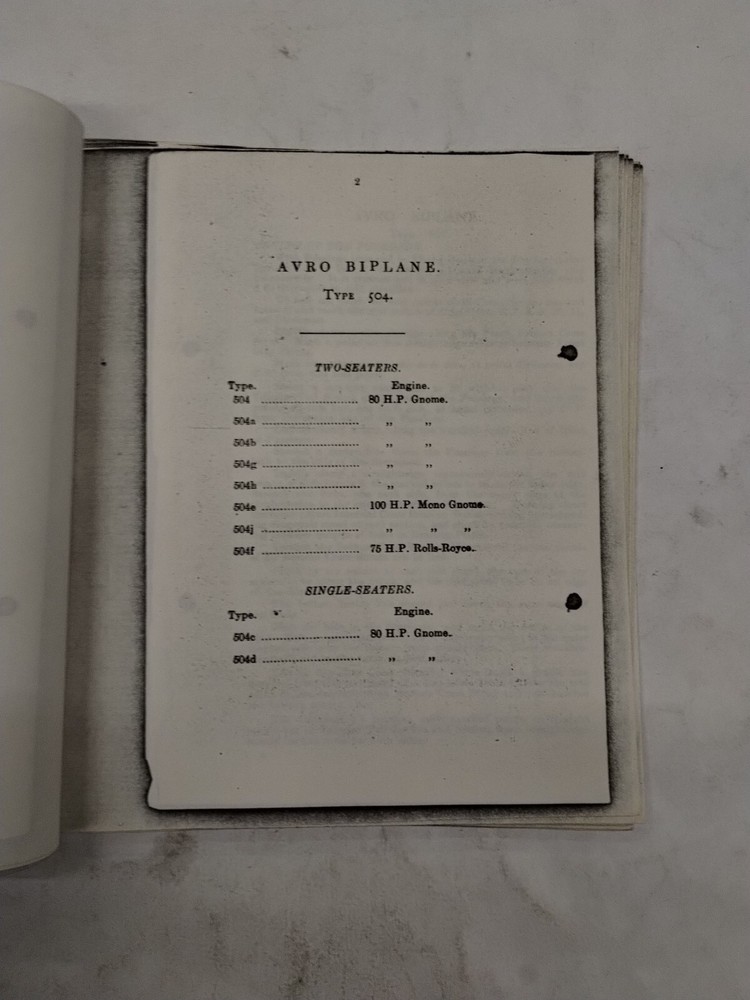 2
AVRO BIPLANE.
TYPE 504.
TWO-SEATERS.
Type. Engine.
504 ........................ 80 H.P. Gnome.
504a ........................ ,, ,,
504b ........................ ,, ,,
504g ........................ ,, ,,
504h ........................ ,, ,,
504e ........................ 100 H.P. Mono Gnome.
504j ........................ ,, ,, ,,
504f ........................ 75 H.P. Rolls-Royce.
SINGLE-SEATERS.
Type. Engine.
504c ........................ 80 H.P. Gnome.
504d ........................ ,, ,,